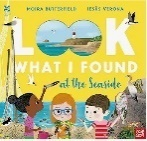 MOIRA BUTTERFIELD JESÚS VERONA
LOOK
WHAT I FOUND
at the Seaside